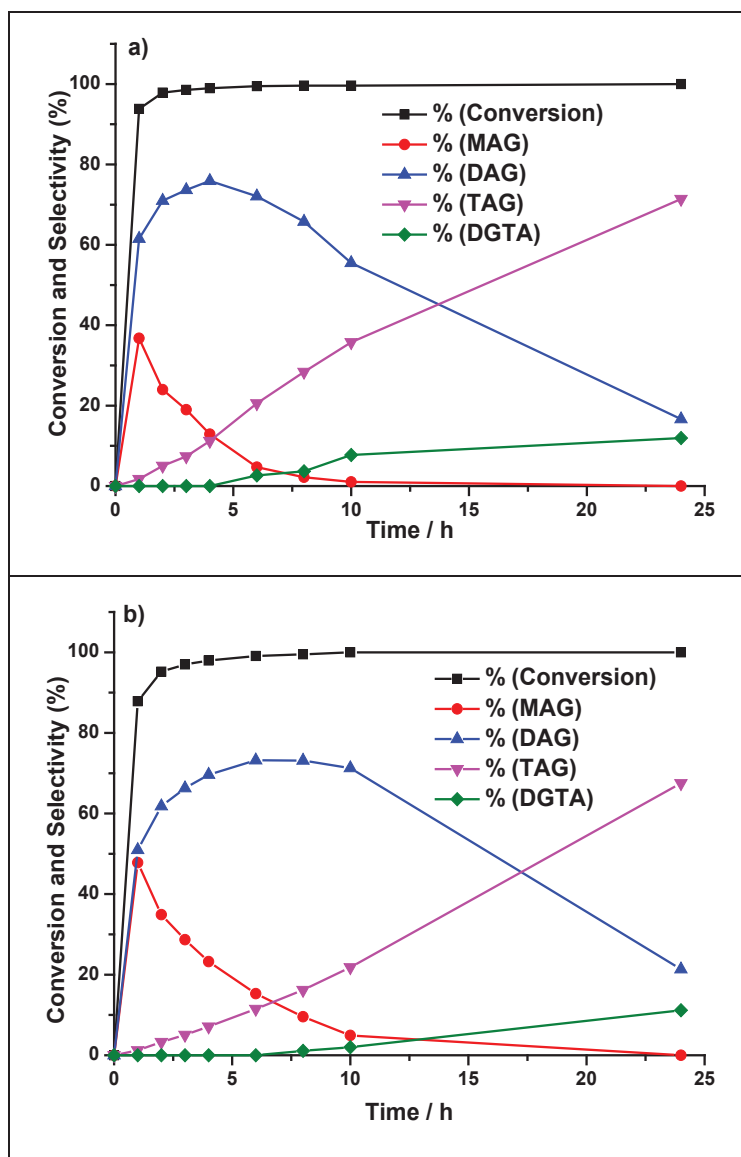 a)
Conversion and Selectivity (%)
100
80
60
40
20
0
% (Conversion)
% (MAG)
% (DAG)
% (TAG)
% (DGTA)
0 5 10 15 20 25
Time / h
b)
Conversion and Selectivity (%)
100
80
60
40
20
0
% (Conversion)
% (MAG)
% (DAG)
% (TAG)
% (DGTA)
0 5 10 15 20 25
Time / h